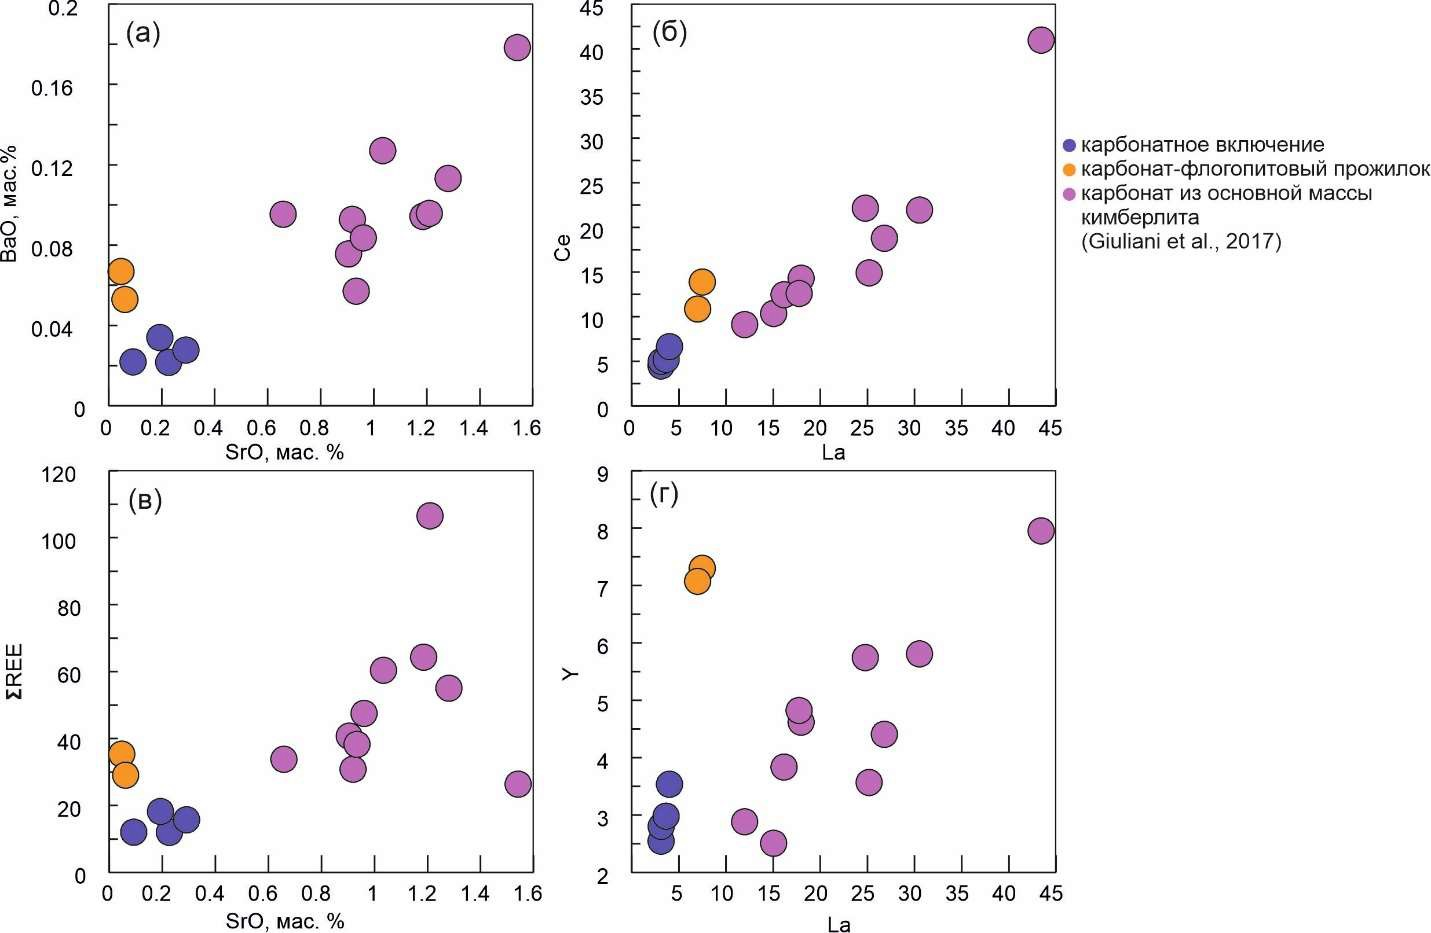 (а)
0.2
0.16
0.12
0.08
0.04
0
BaO, мас.%
0 0.2 0.4 0.6 0.8 1 1.2 1.4 1.6
SrO, мас. %
(б)
45
40
35
30
25
20
15
10
5
0
Ce
0 5 10 15 20 25 30 35 40 45
La
карбонатное включение
карбонат-флогопитовый прожилок
карбонат из основной массы
кимберлита
(Giuliani et al., 2017)
(в)
120
100
80
60
40
20
0
ΣREE
0 0.2 0.4 0.6 0.8 1 1.2 1.4 1.6
SrO, мас. %
(г)
9
8
7
6
5
4
3
2
Y
5 10 15 20 25 30 35 40 45
La